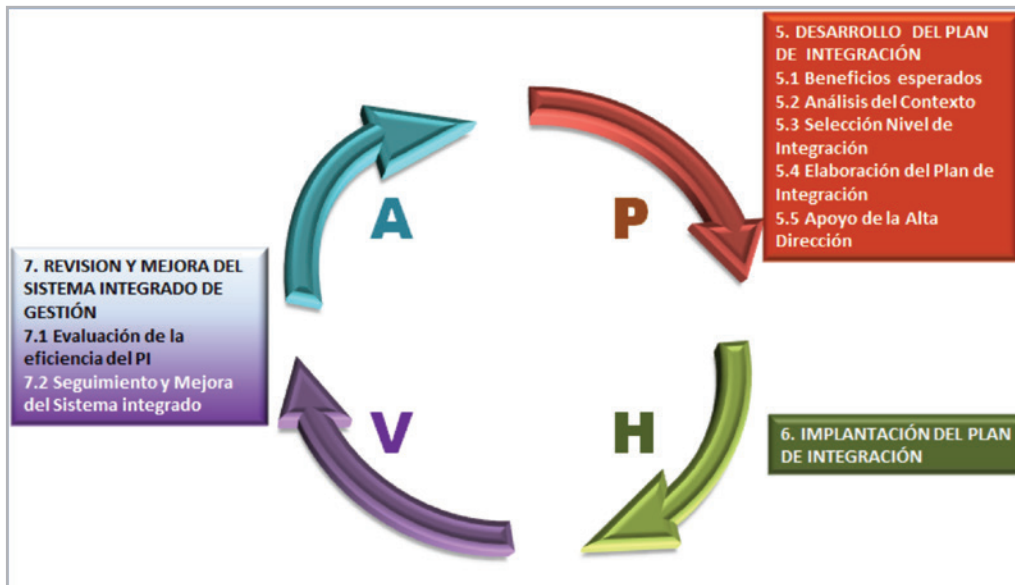 5. DESARROLLO DEL PLAN
DE INTEGRACIÓN
5.1 Beneficios esperados
5.2 Análisis del Contexto
5.3 Selección Nivel de
Integración
5.4 Elaboración del Plan de
Integración
5.5 Apoyo de la Alta
Dirección
A
P
7. REVISION Y MEJORA DEL
SISTEMA INTEGRADO DE
GESTIÓN
7.1 Evaluación de la
eficiencia del PI
7.2 Seguimiento y Mejora
del Sistema integrado
V
H
6. IMPLANTACIÓN DEL PLAN
DE INTEGRACIÓN